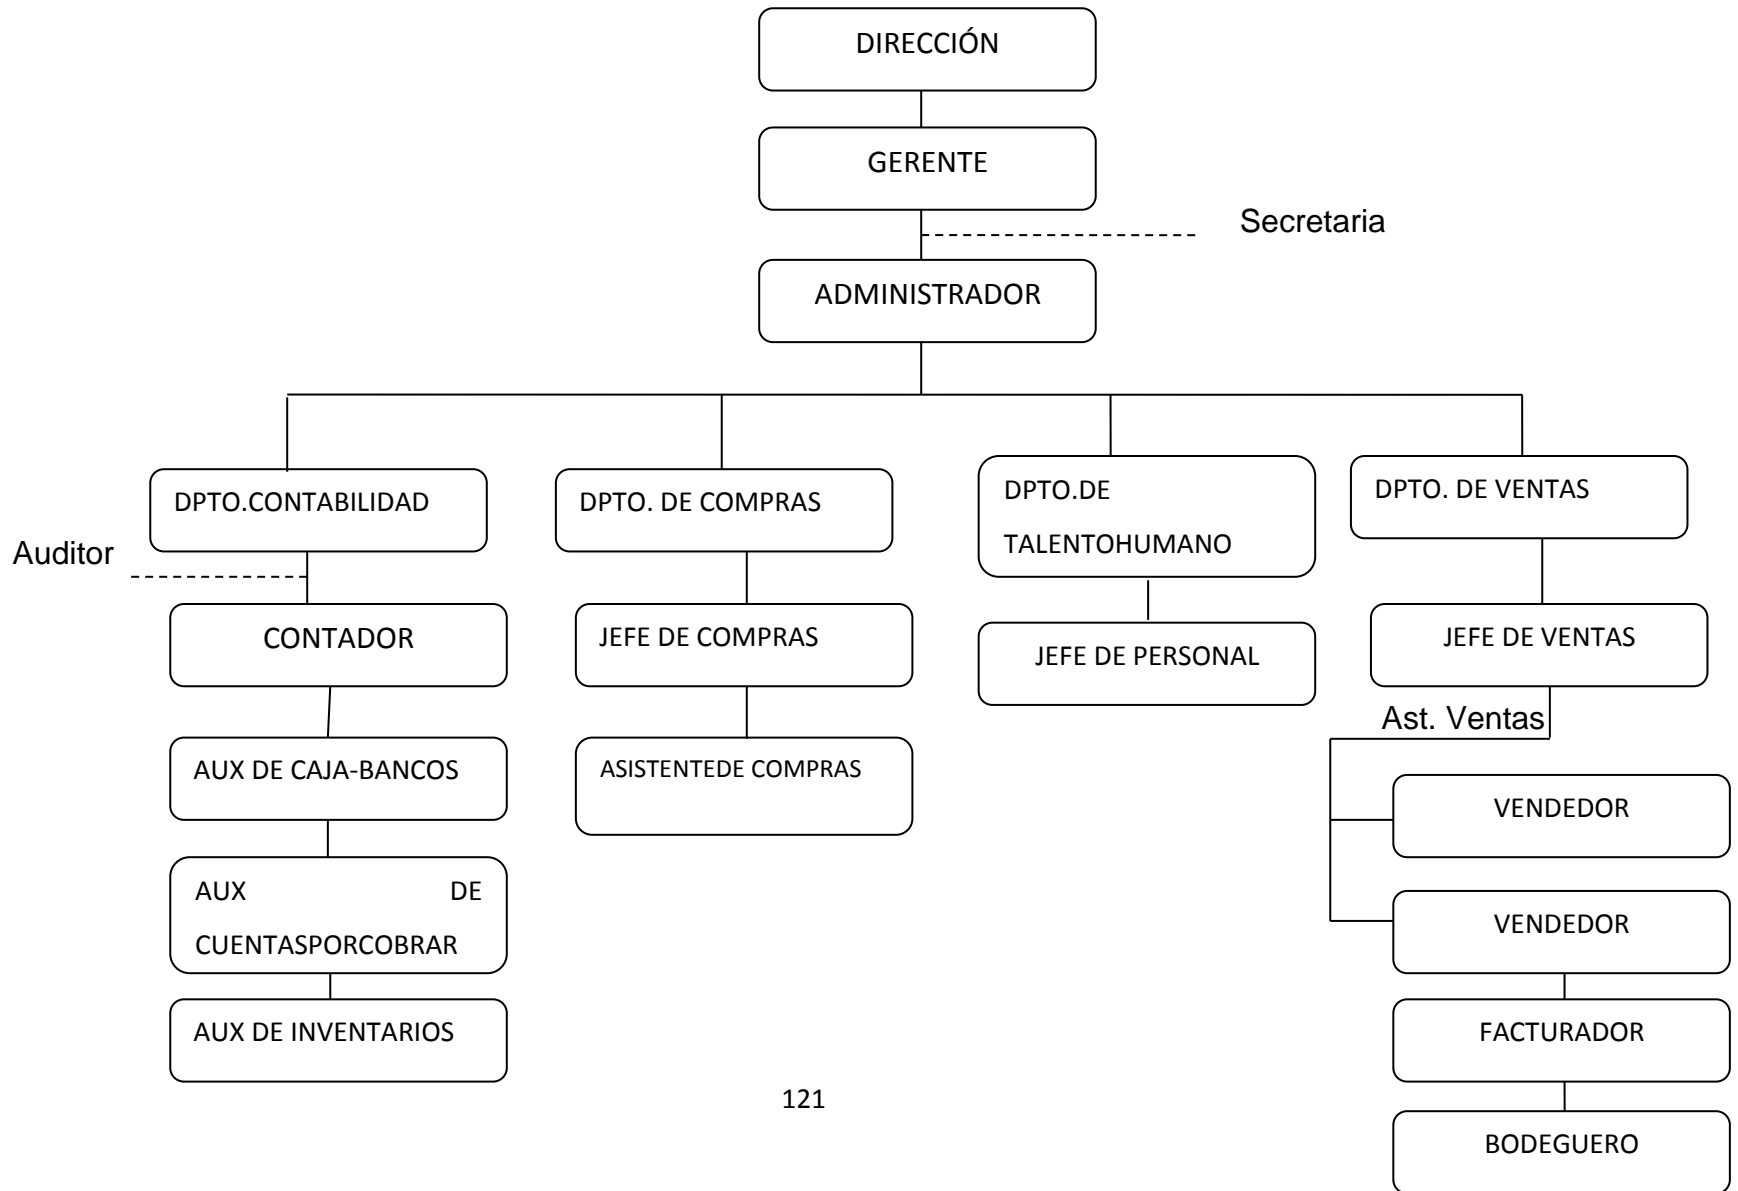 DIRECCIÓN
GERENTE
Secretaria
ADMINISTRADOR
DPTO.CONTABILIDAD
DPTO. DE COMPRAS
DPTO.DE
TALENTOHUMANO
DPTO. DE VENTAS
Auditor
CONTADOR
JEFE DE COMPRAS
JEFE DE PERSONAL
JEFE DE VENTAS
Ast. Ventas
AUX DE CAJA-BANCOS
ASISTENTEDE COMPRAS
VENDEDOR
AUX DE
CUENTASPORCOBRAR
VENDEDOR
AUX DE INVENTARIOS
FACTURADOR
121
BODEGUERO